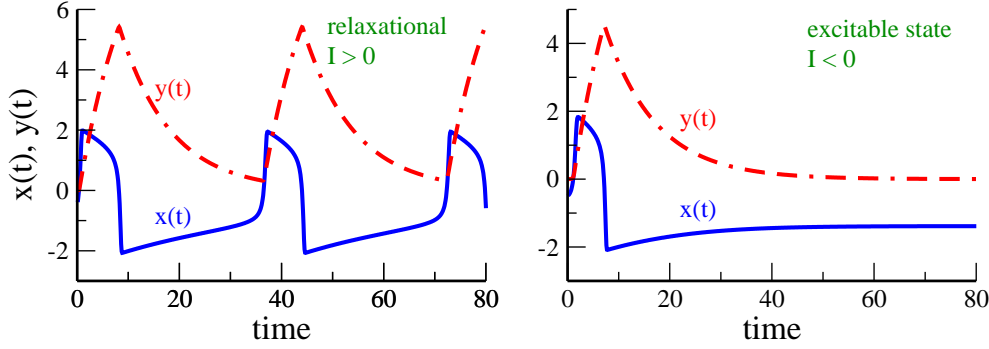 x(t), y(t)
6
4
2
0
-2
relaxational
I > 0
y(t)
x(t)
0
20
40
60
80
time
4
2
0
-2
excitable state
I < 0
y(t)
x(t)
0
20
40
60
80
time